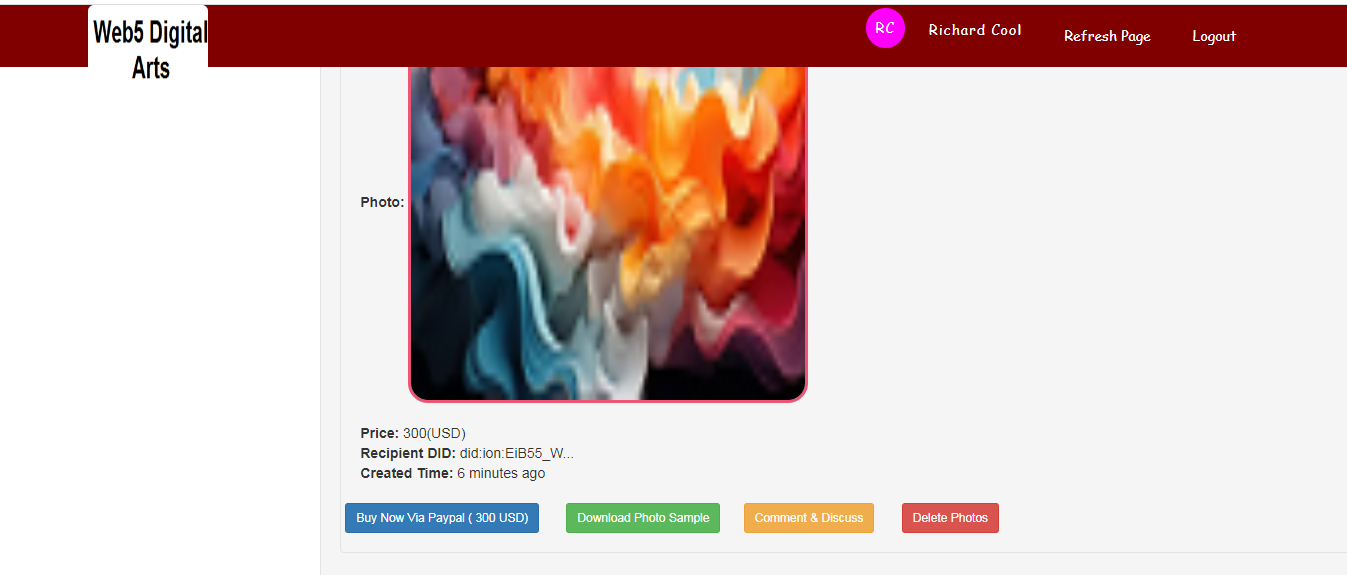 Web5 Digital
Arts
RC
Richard Cool
Refresh Page
Logout
Photo:
Price: 300(USD)
Recipient DID: did:ion:EiB55_W...
Created Time: 6 minutes ago
Buy Now Via Paypal ( 300 USD)
Download Photo Sample
Comment & Discuss
Delete Photos